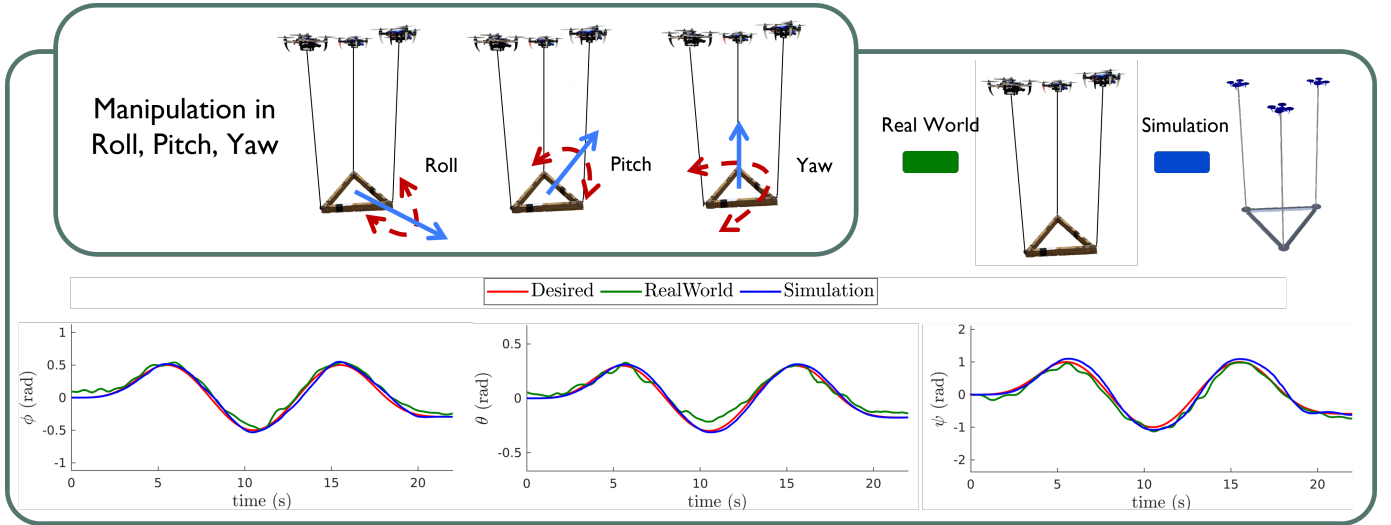 Manipulation in
Roll, Pitch, Yaw
Roll
Pitch
Yaw
Real World
Simulation
Desired RealWorld Simulation
1
0.5
0
-0.5
-1
ϕ (rad)
0 5 10 15 20
time (s)
0.5
0
-0.5
θ (rad)
0 5 10 15 20
time (s)
2
1
0
-1
-2
ψ (rad)
0 5 10 15 20
time (s)